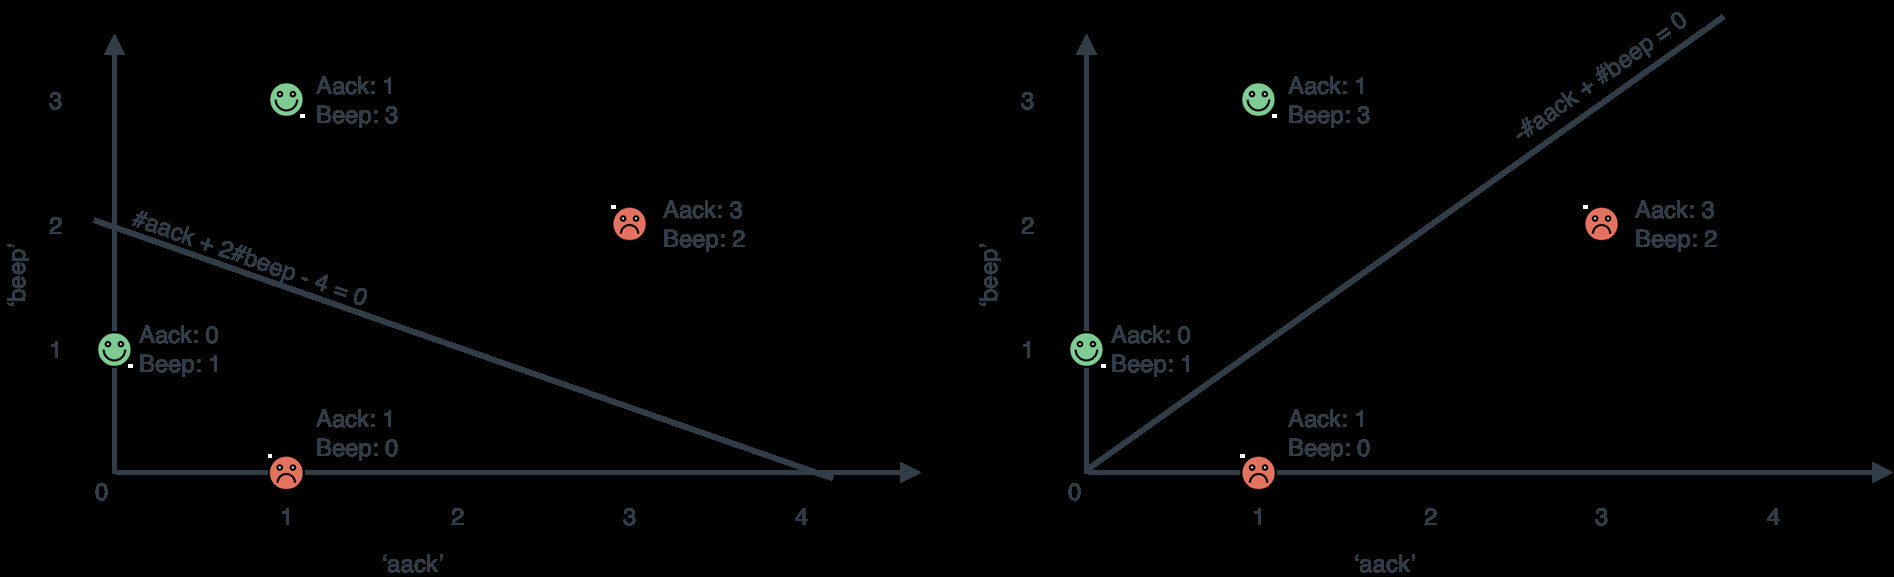 3
2
1
0
1
2
3
4
'beep'
'aack'
Aack: 1
Beep: 3
Aack: 3
Beep: 2
#aack + 2#beep - 4 = 0
Aack: 0
Beep: 1
Aack: 1
Beep: 0
3
2
1
0
1
2
3
4
'beep'
'aack'
-#aack + #beep = 0
Aack: 1
Beep: 3
Aack: 3
Beep: 2
Aack: 0
Beep: 1
Aack: 1
Beep: 0